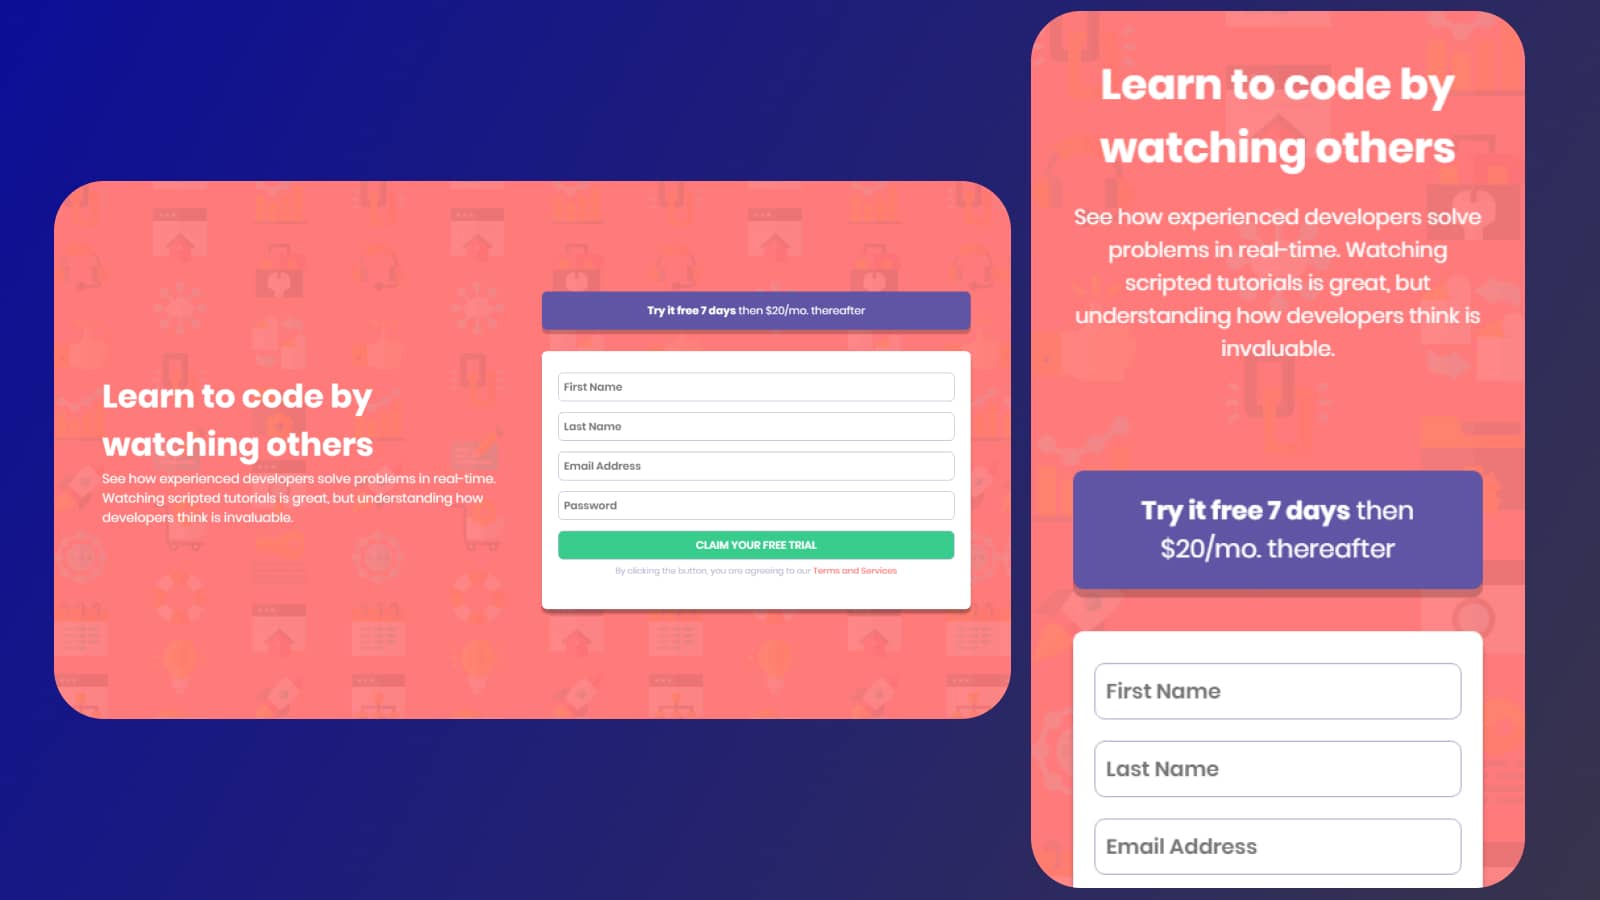 Learn to code by
watching others
See how experienced developers solve problems in real-time.
Watching scripted tutorials is great, but understanding how
developers think is invaluable.
Try it free 7 days then $20/mo. thereafter
First Name
Last Name
Email Address
Password
CLAIM YOUR FREE TRIAL
By clicking the button, you are agreeing to our Terms and Services
Learn to code by
watching others
See how experienced developers solve
problems in real-time. Watching
scripted tutorials is great, but
understanding how developers think is
invaluable.
Try it free 7 days then
$20/mo. thereafter
First Name
Last Name
Email Address